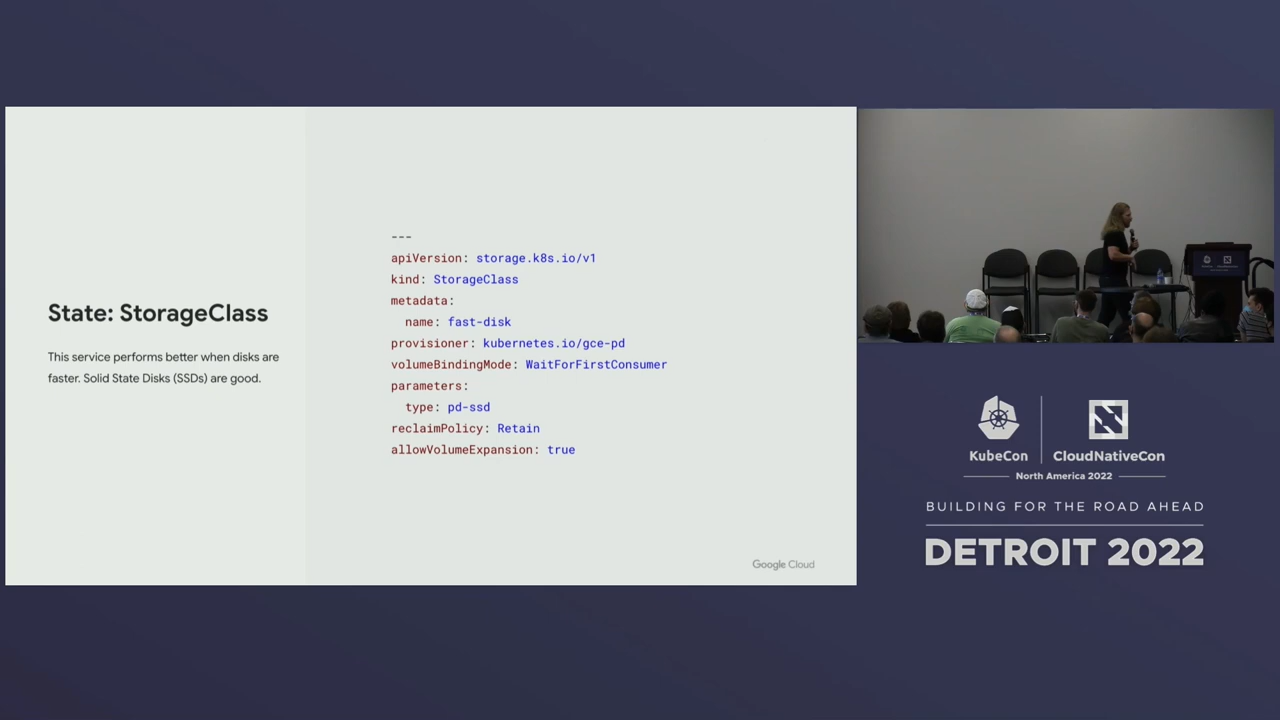 State: StorageClass
This service performs better when disks are
faster. Solid State Disks (SSDs) are good.
---
apiVersion: storage.k8s.io/v1
kind: StorageClass
metadata:
  name: fast-disk
provisioner: kubernetes.io/gce-pd
volumeBindingMode: WaitForFirstConsumer
parameters:
  type: pd-ssd
reclaimPolicy: Retain
allowVolumeExpansion: true
Google Cloud
KubeCon
CloudNativeCon
North America 2022
BUILDING FOR THE ROAD AHEAD
DETROIT 2022